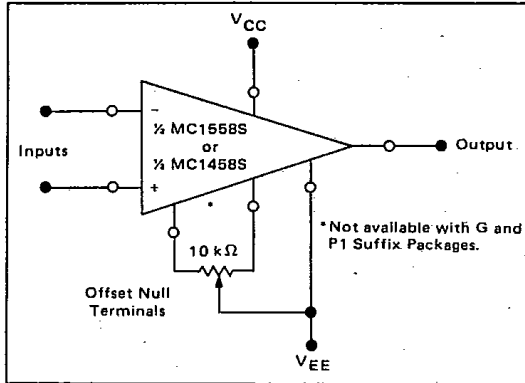 VCC
−
½ MC1558S
or
½ MC1458S
+
*
Inputs
Output
10 kΩ
*Not available with G and
P1 Suffix Packages.
Offset Null
Terminals
VEE